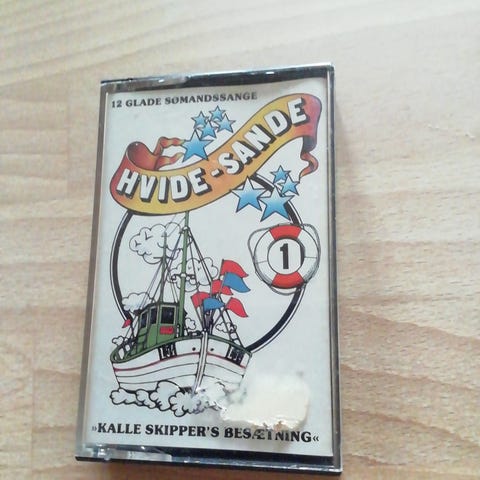 12 GLADE SØMANDSSANGE
HVIDE-SANDE
1
»KALLE SKIPPER'S BESÆTNING«